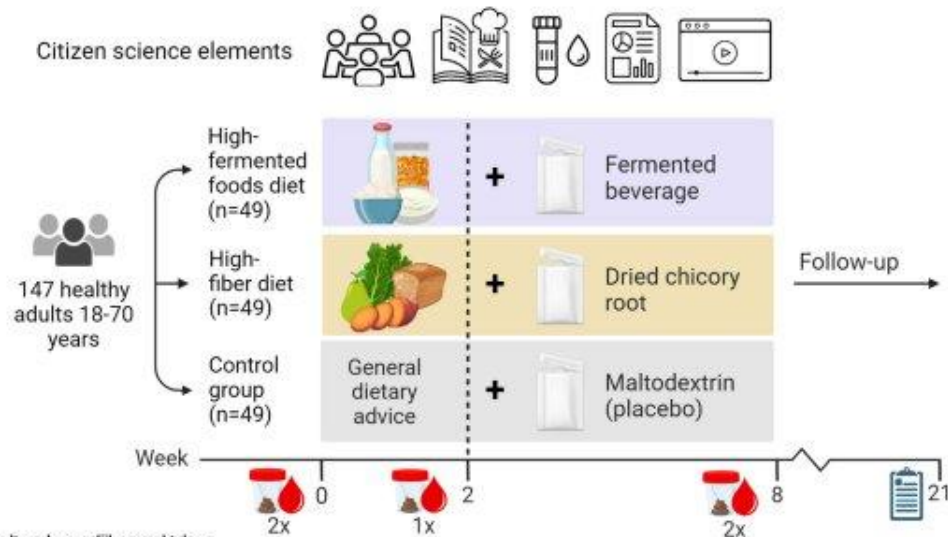 Citizen science elements
High-
fermented
foods diet
(n=49)
+
Fermented
beverage
147 healthy
adults 18-70
years
High-
fiber diet
(n=49)
+
Dried chicory
root
Follow-up
Control
group
(n=49)
General
dietary
advice
+
Maltodextrin
(placebo)
Week
0
2
8
21
2x
1x
2x